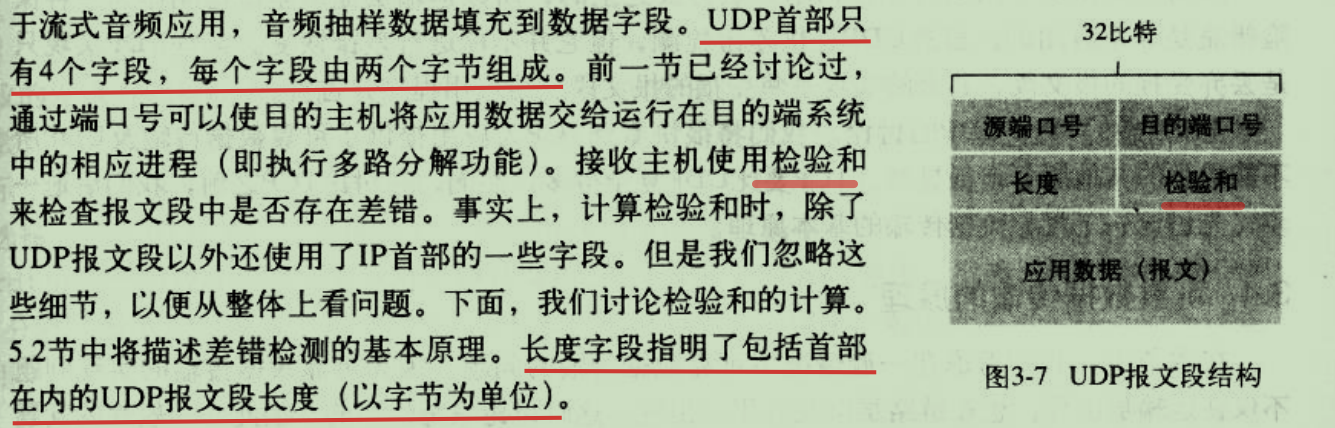 于流式音频应用，音频抽样数据填充到数据字段。UDP首部只
有4个字段，每个字段由两个字节组成。前一节已经讨论过，
通过端口号可以使目的主机将应用数据交给运行在目的端系统
中的相应进程（即执行多路分解功能）。接收主机使用检验和
来检查报文段中是否存在差错。事实上，计算检验和时，除了
UDP报文段以外还使用了IP首部的一些字段。但是我们忽略这
些细节，以便从整体上看问题。下面，我们讨论检验和的计算。
5.2节中将描述差错检测的基本原理。长度字段指明了包括首部
在内的UDP报文段长度（以字节为单位）。
32比特
源端口号 目的端口号
长度 检验和
应用数据（报文）
图3-7 UDP报文段结构